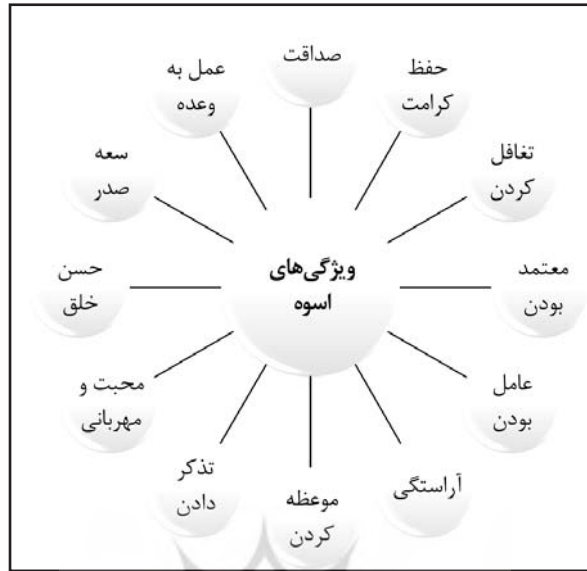 صداقت
حفظ
کرامت
تغافل
کردن
معتمد
بودن
عامل
بودن
آراستگی
موعظه
کردن
تذکر
دادن
محبت و
مهربانی
حسن
خلق
سعه
صدر
عمل به
وعده
ویژگی‌های
اسوه